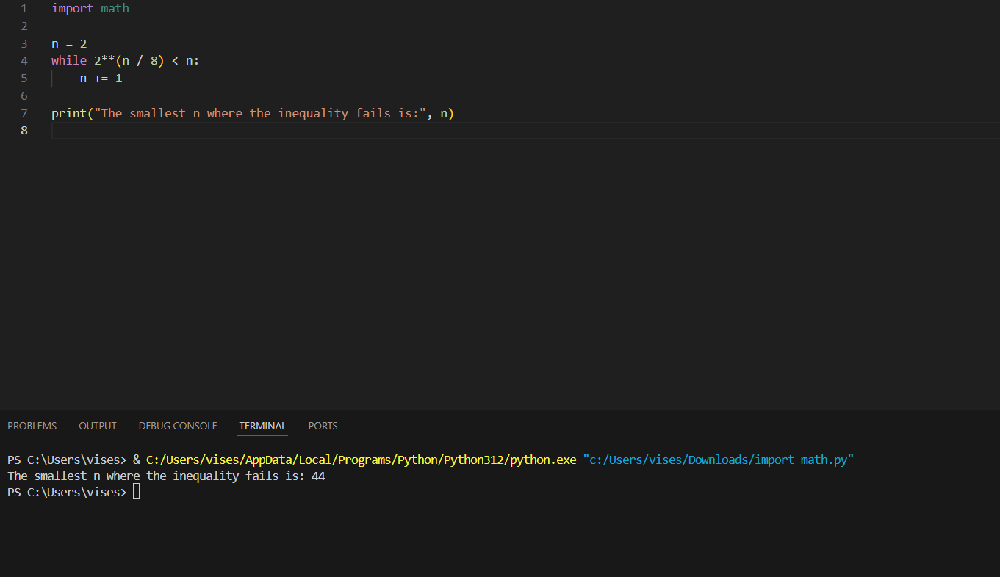 1 import math
2
3 n = 2
4 while 2**(n / 8) < n:
5     n += 1
6
7 print("The smallest n where the inequality fails is:", n)
8
PROBLEMS OUTPUT DEBUG CONSOLE TERMINAL PORTS
PS C:\Users\vises> & C:/Users/vises/AppData/Local/Programs/Python/Python312/python.exe "c:/Users/vises/Downloads/import math.py"
The smallest n where the inequality fails is: 44
PS C:\Users\vises>